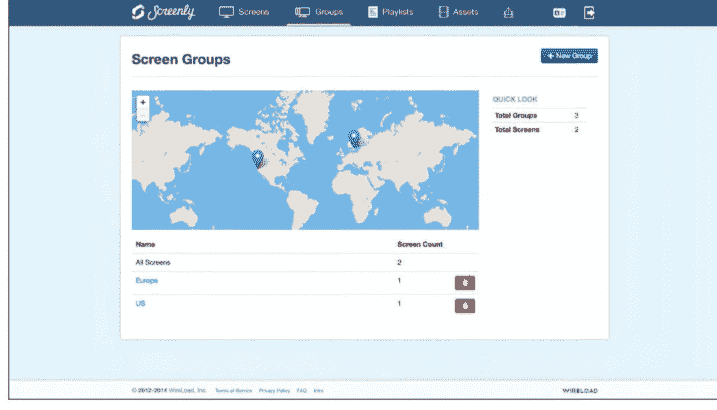 Screenly Screens Groups Playlists Assets
Screen Groups
+ New Group
+
QUICK LOOK
Total Groups 3
Total Screens 2
Name Screen Count
All Screens 2
Europe 1
US 1
Terms of Service Privacy Policy FAQ
© 2012-2014 WireLoad, Inc.
WIRELOAD